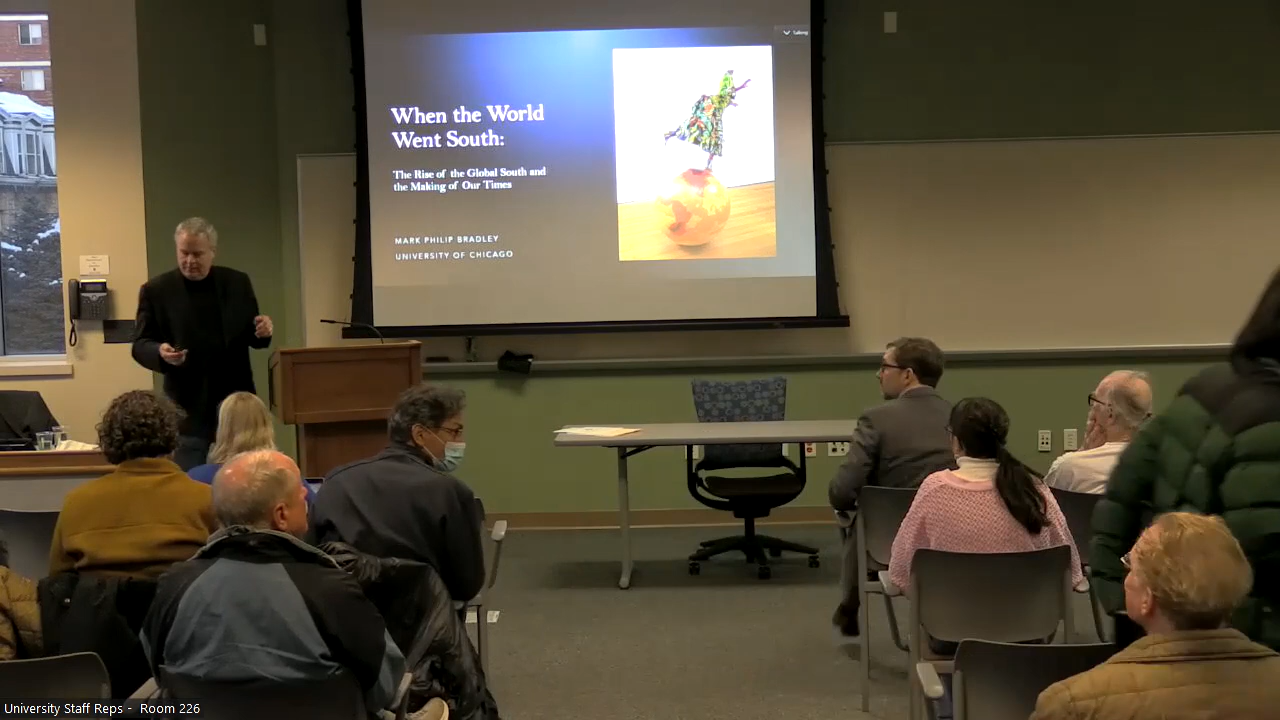 Talking
When the World
Went South:
The Rise of the Global South and
the Making of Our Times
MARK PHILIP BRADLEY
UNIVERSITY OF CHICAGO
University Staff Reps - Room 226